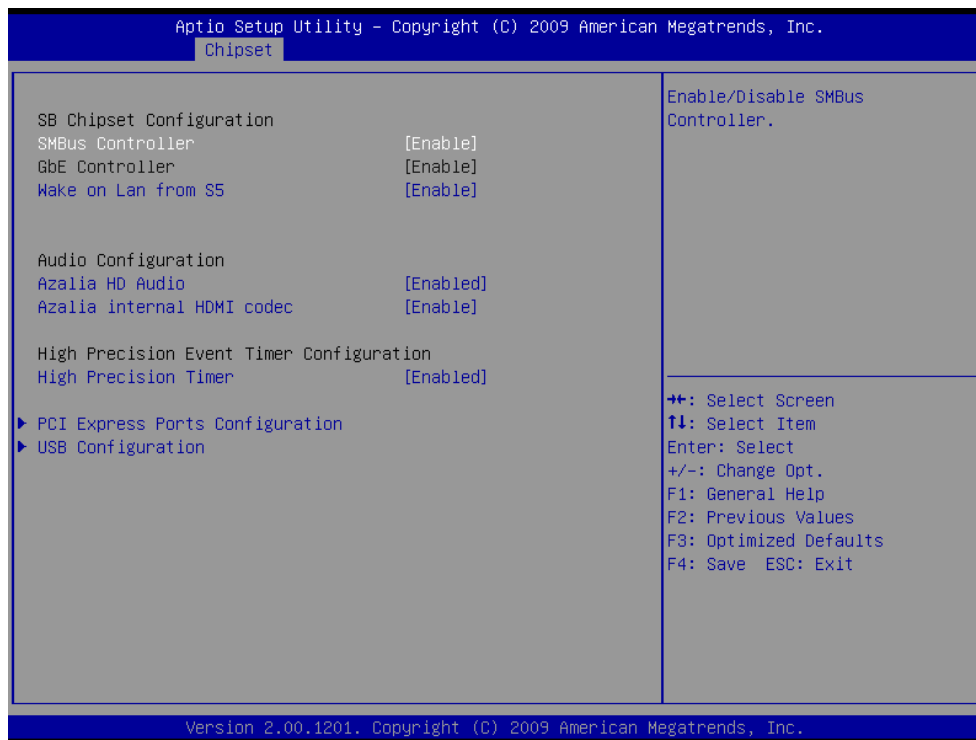 Aptio Setup Utility – Copyright (C) 2009 American Megatrends, Inc.
Chipset
SB Chipset Configuration
SMBus Controller [Enable]
GbE Controller [Enable]
Wake on Lan from S5 [Enable]
Audio Configuration
Azalia HD Audio [Enabled]
Azalia internal HDMI codec [Enable]
High Precision Event Timer Configuration
High Precision Timer [Enabled]
▶ PCI Express Ports Configuration
▶ USB Configuration
Enable/Disable SMBus
Controller.
→←: Select Screen
↑↓: Select Item
Enter: Select
+/-: Change Opt.
F1: General Help
F2: Previous Values
F3: Optimized Defaults
F4: Save ESC: Exit
Version 2.00.1201. Copyright (C) 2009 American Megatrends, Inc.